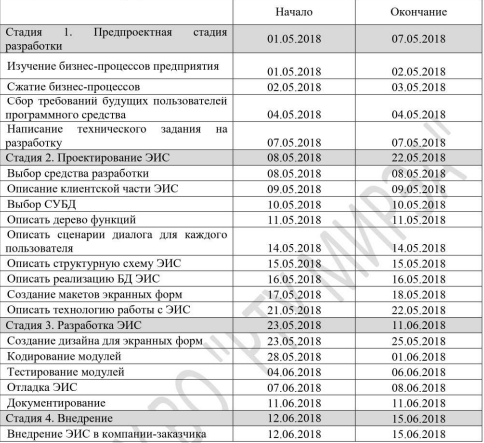 Начало Окончание
Стадия 1. Предпроектная стадия
разработки 01.05.2018 07.05.2018
Изучение бизнес-процессов предприятия 01.05.2018 02.05.2018
Сжатие бизнес-процессов 02.05.2018 03.05.2018
Сбор требований будущих пользователей
программного средства 04.05.2018 04.05.2018
Написание технического задания на
разработку 07.05.2018 07.05.2018
Стадия 2. Проектирование ЭИС 08.05.2018 22.05.2018
Выбор средства разработки 08.05.2018 08.05.2018
Описание клиентской части ЭИС 09.05.2018 09.05.2018
Выбор СУБД 10.05.2018 10.05.2018
Описать дерево функций 11.05.2018 11.05.2018
Описать сценарии диалога для каждого
пользователя 14.05.2018 14.05.2018
Описать структурную схему ЭИС 15.05.2018 15.05.2018
Описать реализацию БД ЭИС 16.05.2018 16.05.2018
Создание макетов экранных форм 17.05.2018 18.05.2018
Описать технологию работы с ЭИС 21.05.2018 22.05.2018
Стадия 3. Разработка ЭИС 23.05.2018 11.06.2018
Создание дизайна для экранных форм 23.05.2018 25.05.2018
Кодирование модулей 28.05.2018 01.06.2018
Тестирование модулей 04.06.2018 06.06.2018
Отладка ЭИС 07.06.2018 08.06.2018
Документирование 11.06.2018 11.06.2018
Стадия 4. Внедрение 12.06.2018 15.06.2018
Внедрение ЭИС в компании-заказчика 12.06.2018 15.06.2018